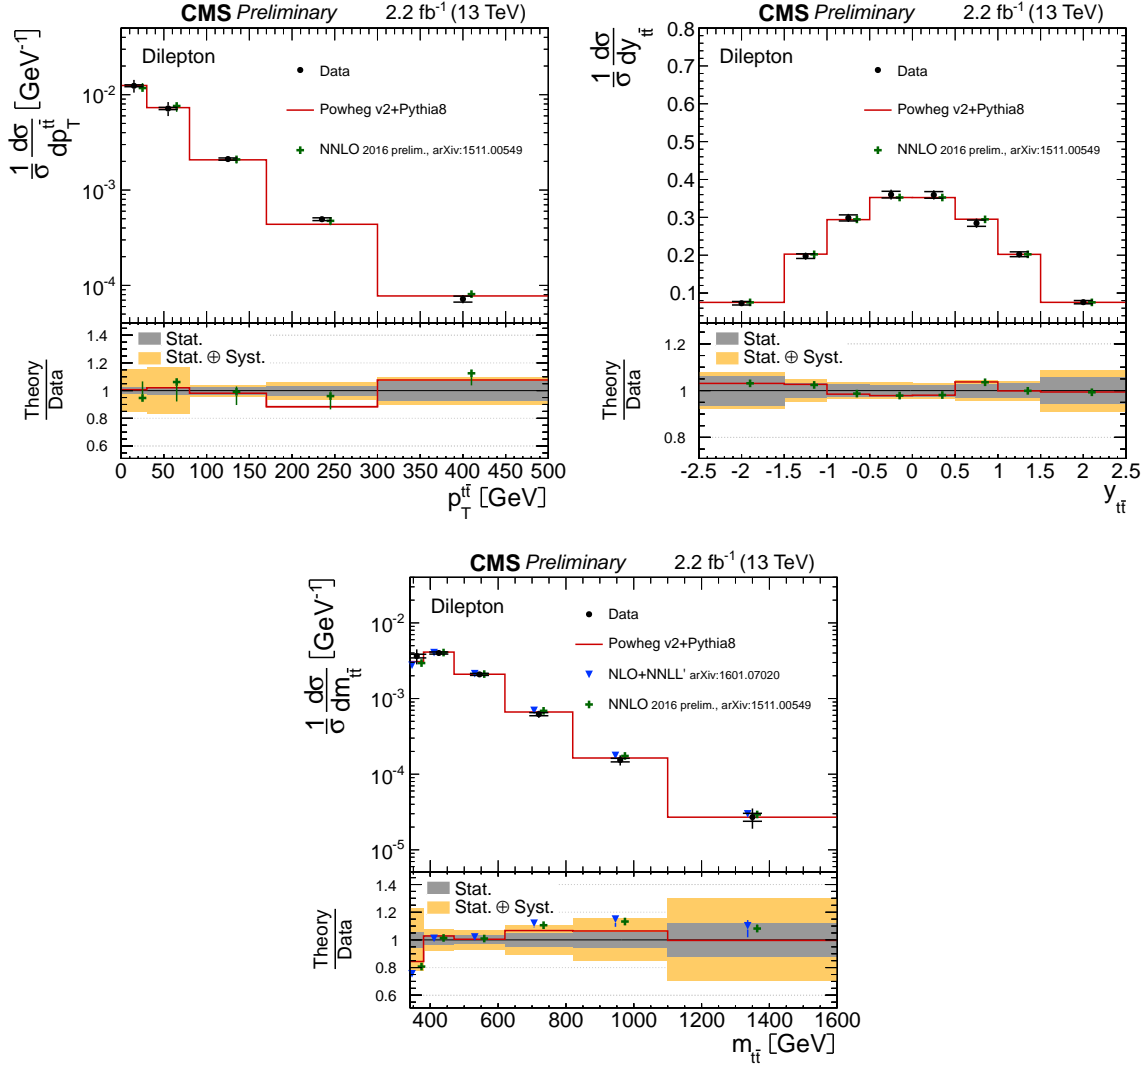 CMS Preliminary 2.2 fb⁻¹ (13 TeV)
Dilepton
Data
Powheg v2+Pythia8
NNLO 2016 prelim., arXiv:1511.00549
1/σ dσ/dp_T^{tt̄} [GeV⁻¹]
10⁻²
10⁻³
10⁻⁴
Stat.
Stat. ⊕ Syst.
Theory/Data
1.4
1.2
1
0.8
0.6
0 50 100 150 200 250 300 350 400 450 500
p_T^{tt̄} [GeV]
CMS Preliminary 2.2 fb⁻¹ (13 TeV)
Dilepton
Data
Powheg v2+Pythia8
NNLO 2016 prelim., arXiv:1511.00549
1/σ dσ/dy_{tt̄}
0.8
0.7
0.6
0.5
0.4
0.3
0.2
0.1
Stat.
Stat. ⊕ Syst.
Theory/Data
1.2
1
0.8
-2.5 -2 -1.5 -1 -0.5 0 0.5 1 1.5 2 2.5
y_{tt̄}
CMS Preliminary 2.2 fb⁻¹ (13 TeV)
Dilepton
Data
Powheg v2+Pythia8
NLO+NNLL' arXiv:1601.07020
NNLO 2016 prelim., arXiv:1511.00549
1/σ dσ/dm_{tt̄} [GeV⁻¹]
10⁻²
10⁻³
10⁻⁴
10⁻⁵
Stat.
Stat. ⊕ Syst.
Theory/Data
1.4
1.2
1
0.8
0.6
400 600 800 1000 1200 1400 1600
m_{tt̄} [GeV]